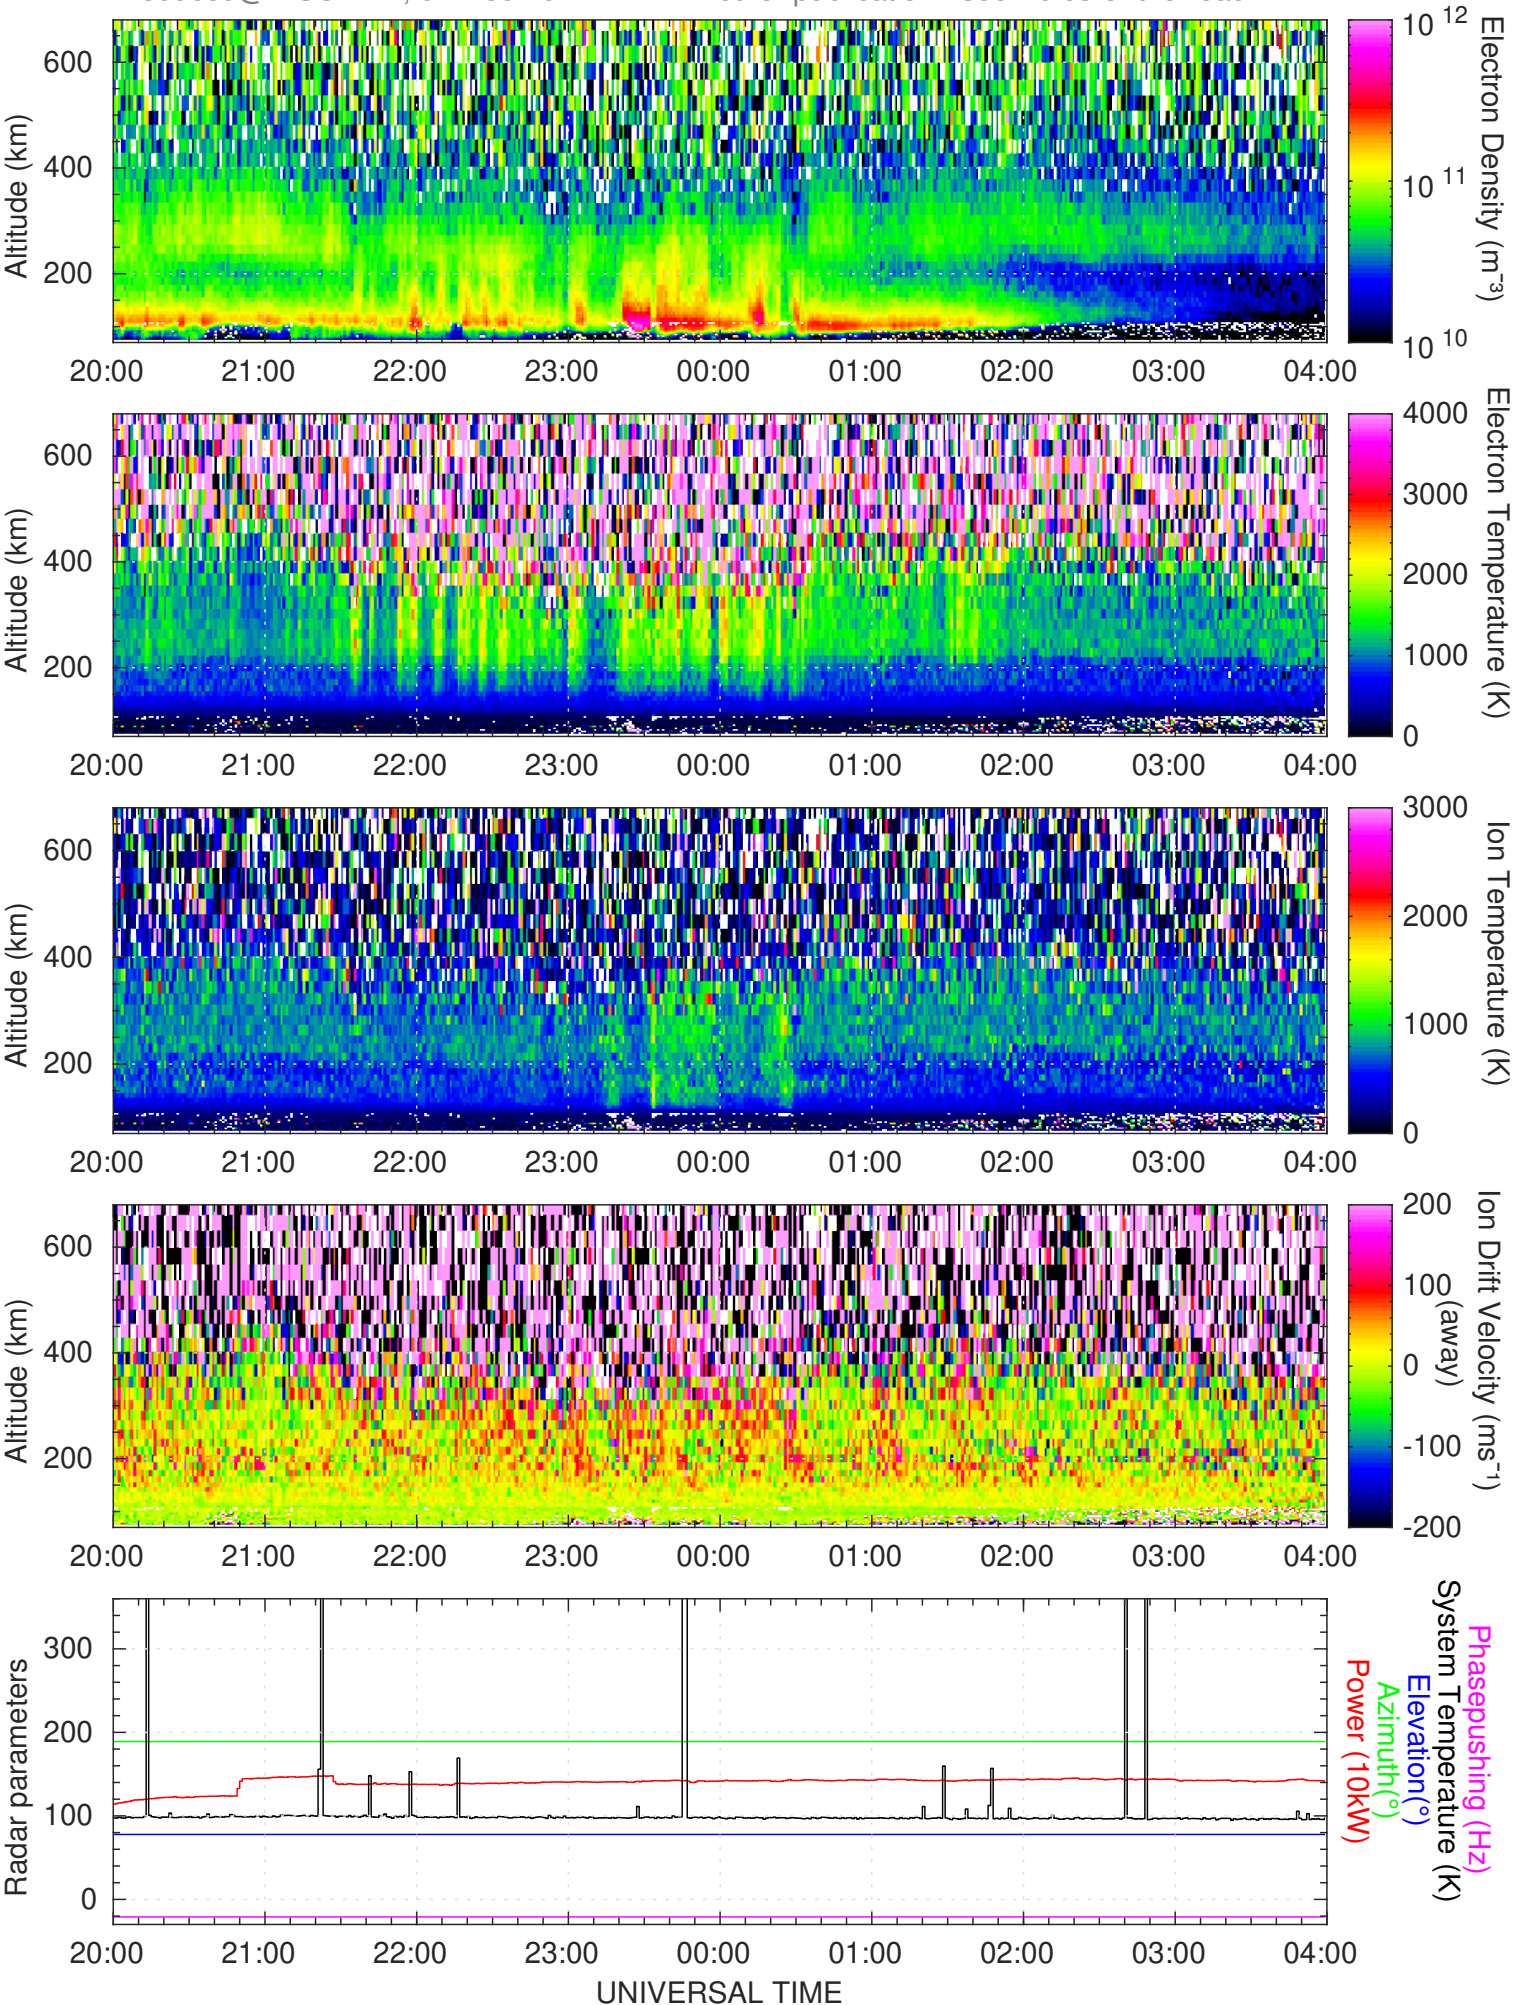 600
400
200
Altitude (km)
20:00 21:00 22:00 23:00 00:00 01:00 02:00 03:00 04:00
10 12
10 11
10 10
Electron Density (m-3)
600
400
200
Altitude (km)
20:00 21:00 22:00 23:00 00:00 01:00 02:00 03:00 04:00
4000
3000
2000
1000
0
Electron Temperature (K)
600
400
200
Altitude (km)
20:00 21:00 22:00 23:00 00:00 01:00 02:00 03:00 04:00
3000
2000
1000
0
Ion Temperature (K)
600
400
200
Altitude (km)
20:00 21:00 22:00 23:00 00:00 01:00 02:00 03:00 04:00
200
100
0
-100
-200
Ion Drift Velocity (ms-1)
(away)
300
200
100
0
Radar parameters
20:00 21:00 22:00 23:00 00:00 01:00 02:00 03:00 04:00
UNIVERSAL TIME
Phasepushing (Hz)
System Temperature (K)
Elevation(°)
Azimuth(°)
Power (10kW)